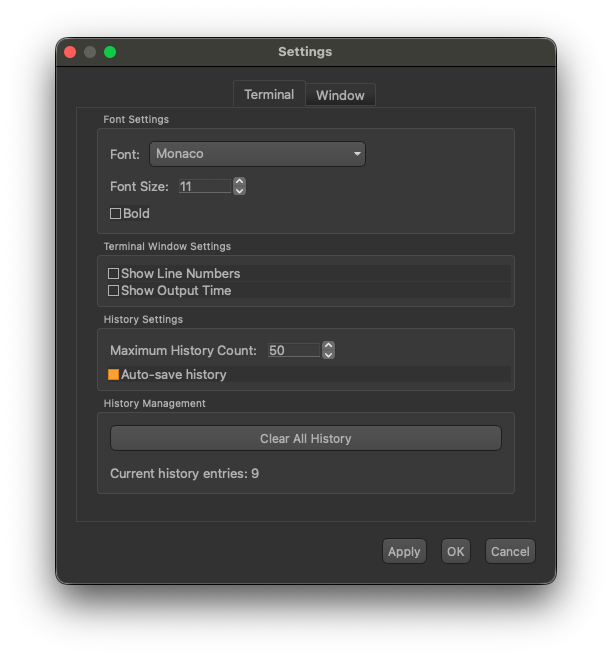 Settings
Terminal Window
Font Settings
Font: Monaco
Font Size: 11
Bold
Terminal Window Settings
Show Line Numbers
Show Output Time
History Settings
Maximum History Count: 50
Auto-save history
History Management
Clear All History
Current history entries: 9
Apply OK Cancel